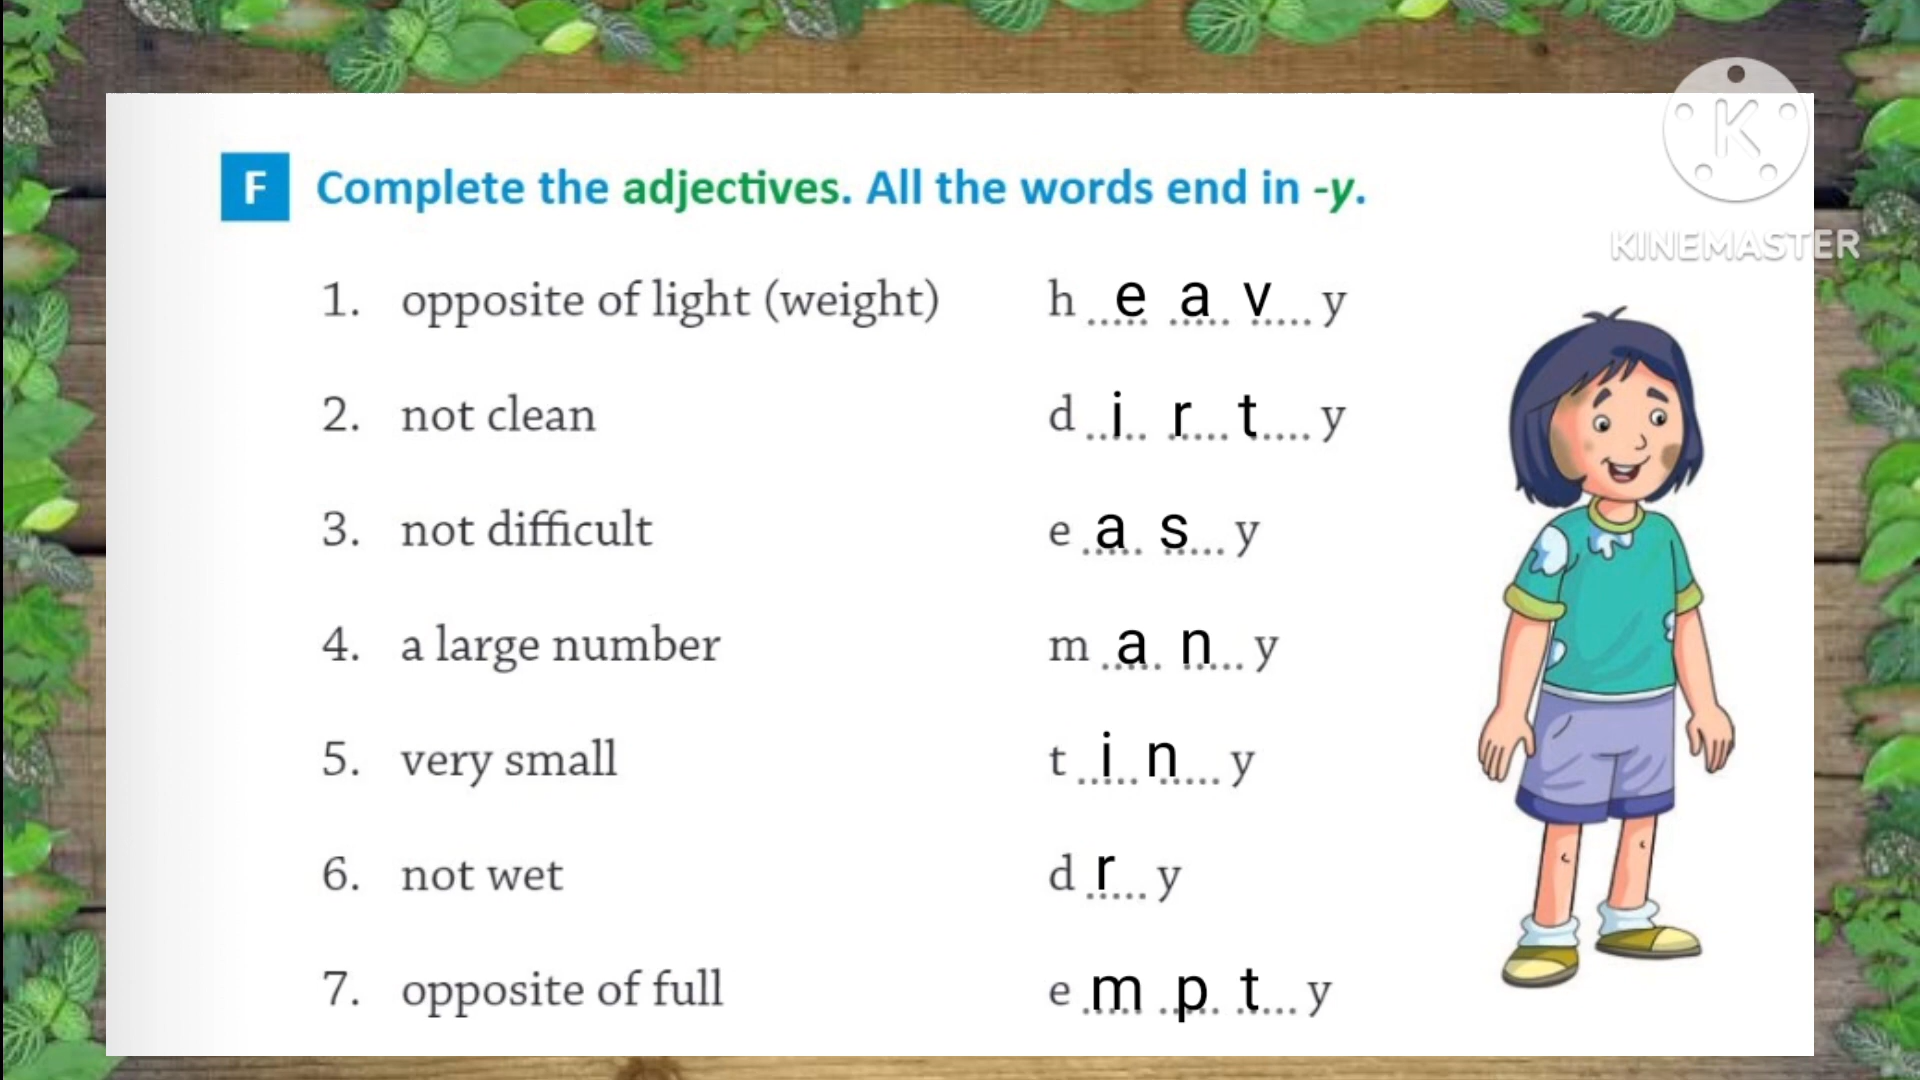 K
KINEMASTER
F Complete the adjectives. All the words end in -y.
1. opposite of light (weight) h e a v y
2. not clean d i r t y
3. not difficult e a s y
4. a large number m a n y
5. very small t i n y
6. not wet d r y
7. opposite of full e m p t y